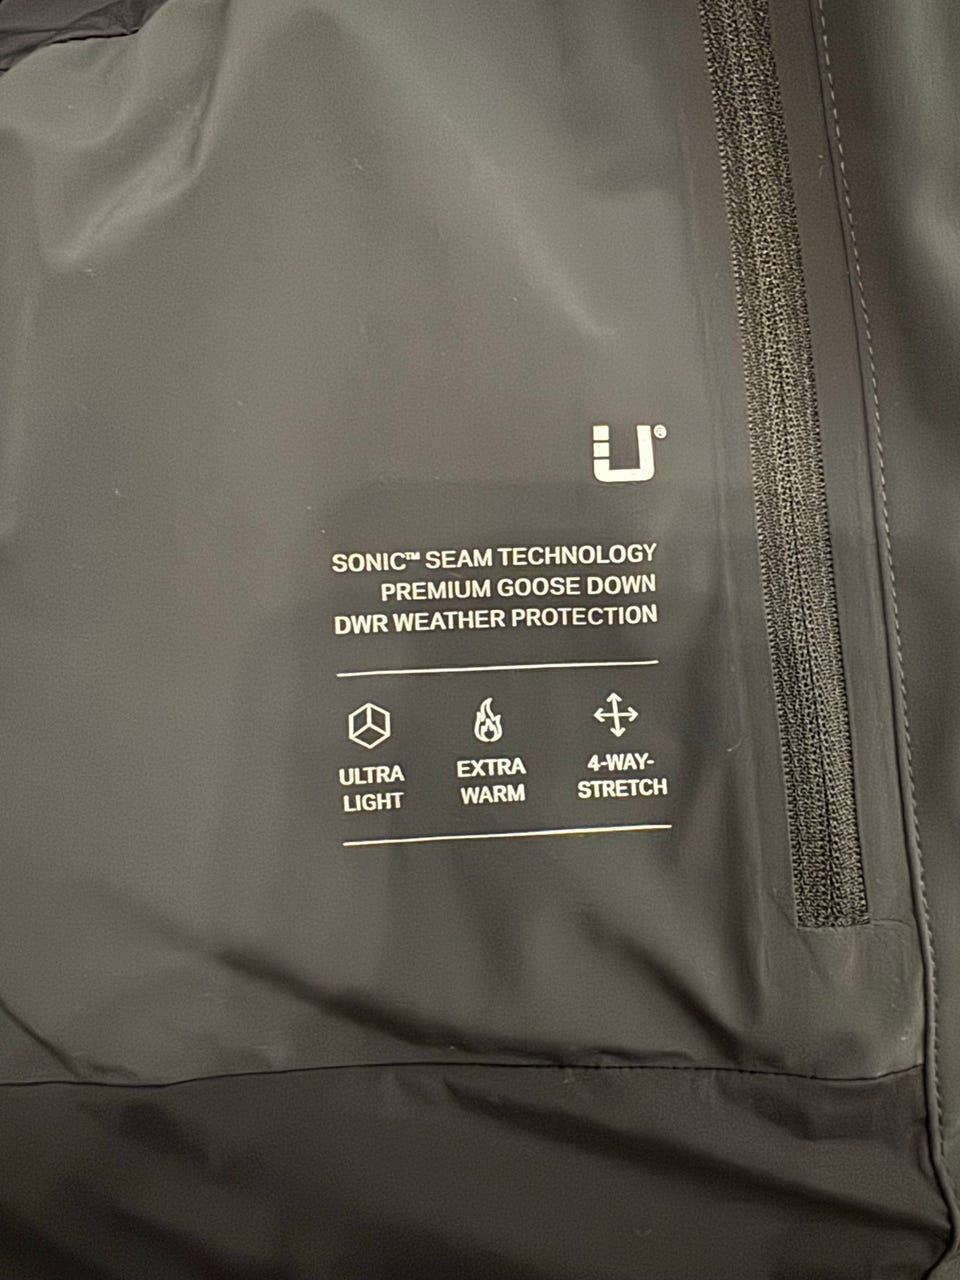 U®
SONIC™ SEAM TECHNOLOGY
PREMIUM GOOSE DOWN
DWR WEATHER PROTECTION
ULTRA
LIGHT
EXTRA
WARM
4-WAY-
STRETCH